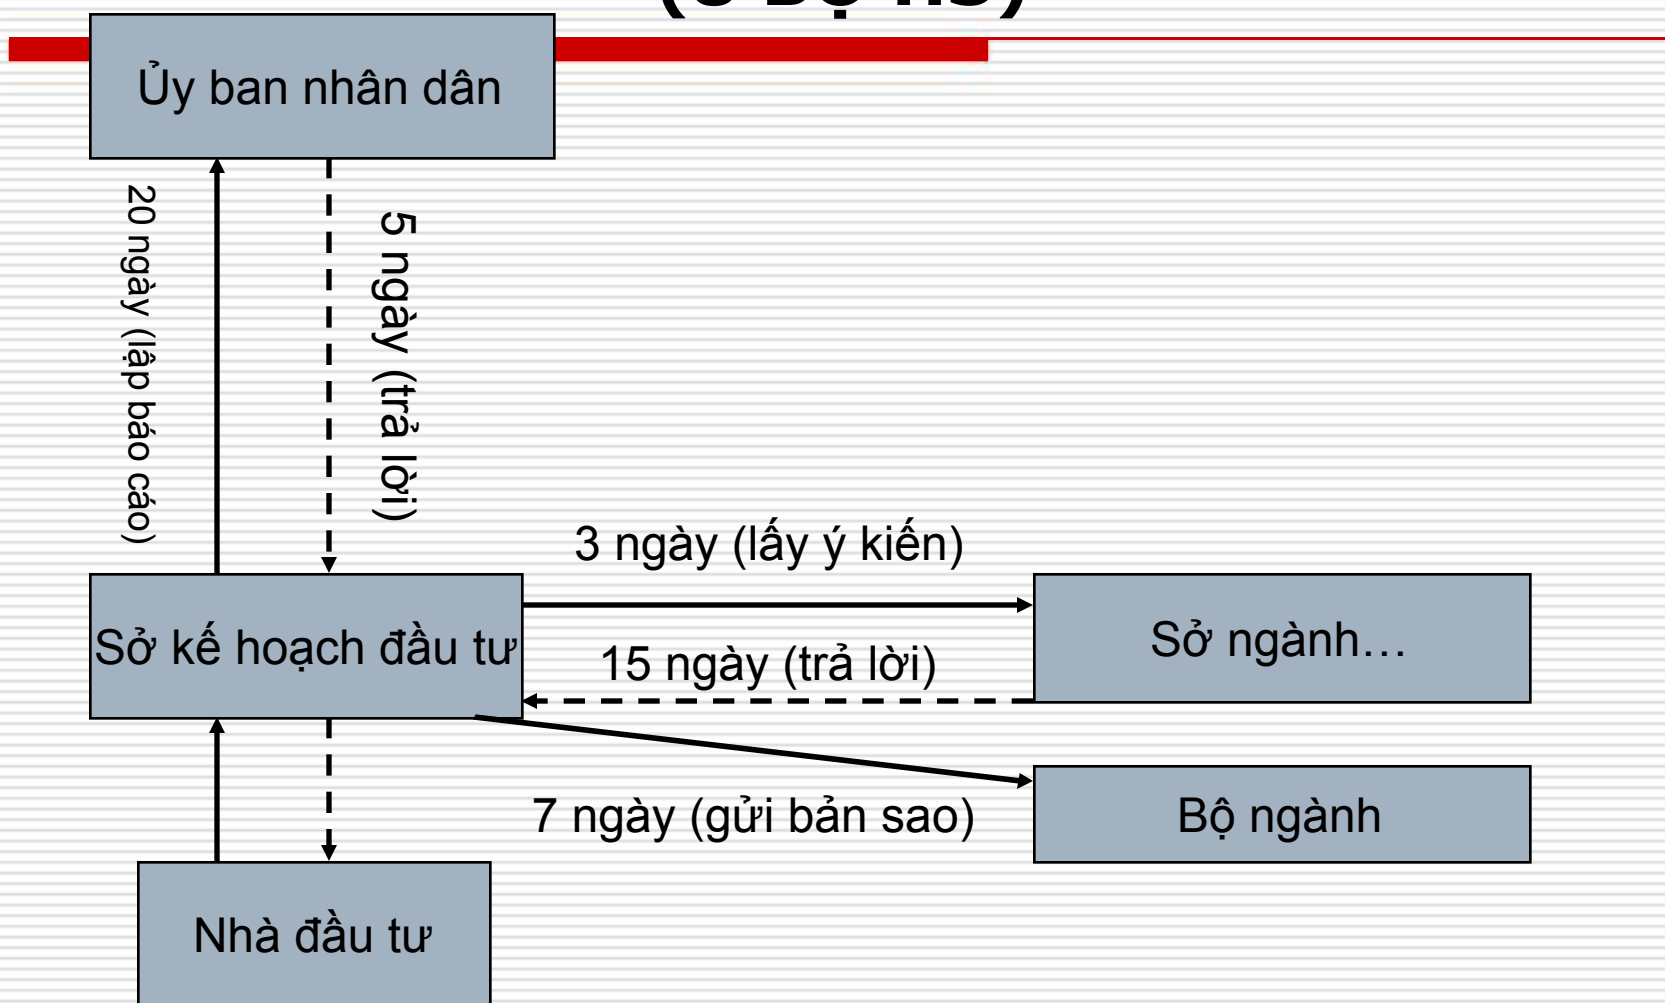 Ủy ban nhân dân
20 ngày (lập báo cáo)
5 ngày (trả lời)
3 ngày (lấy ý kiến)
Sở kế hoạch đầu tư
Sở ngành...
15 ngày (trả lời)
7 ngày (gửi bản sao)
Bộ ngành
Nhà đầu tư